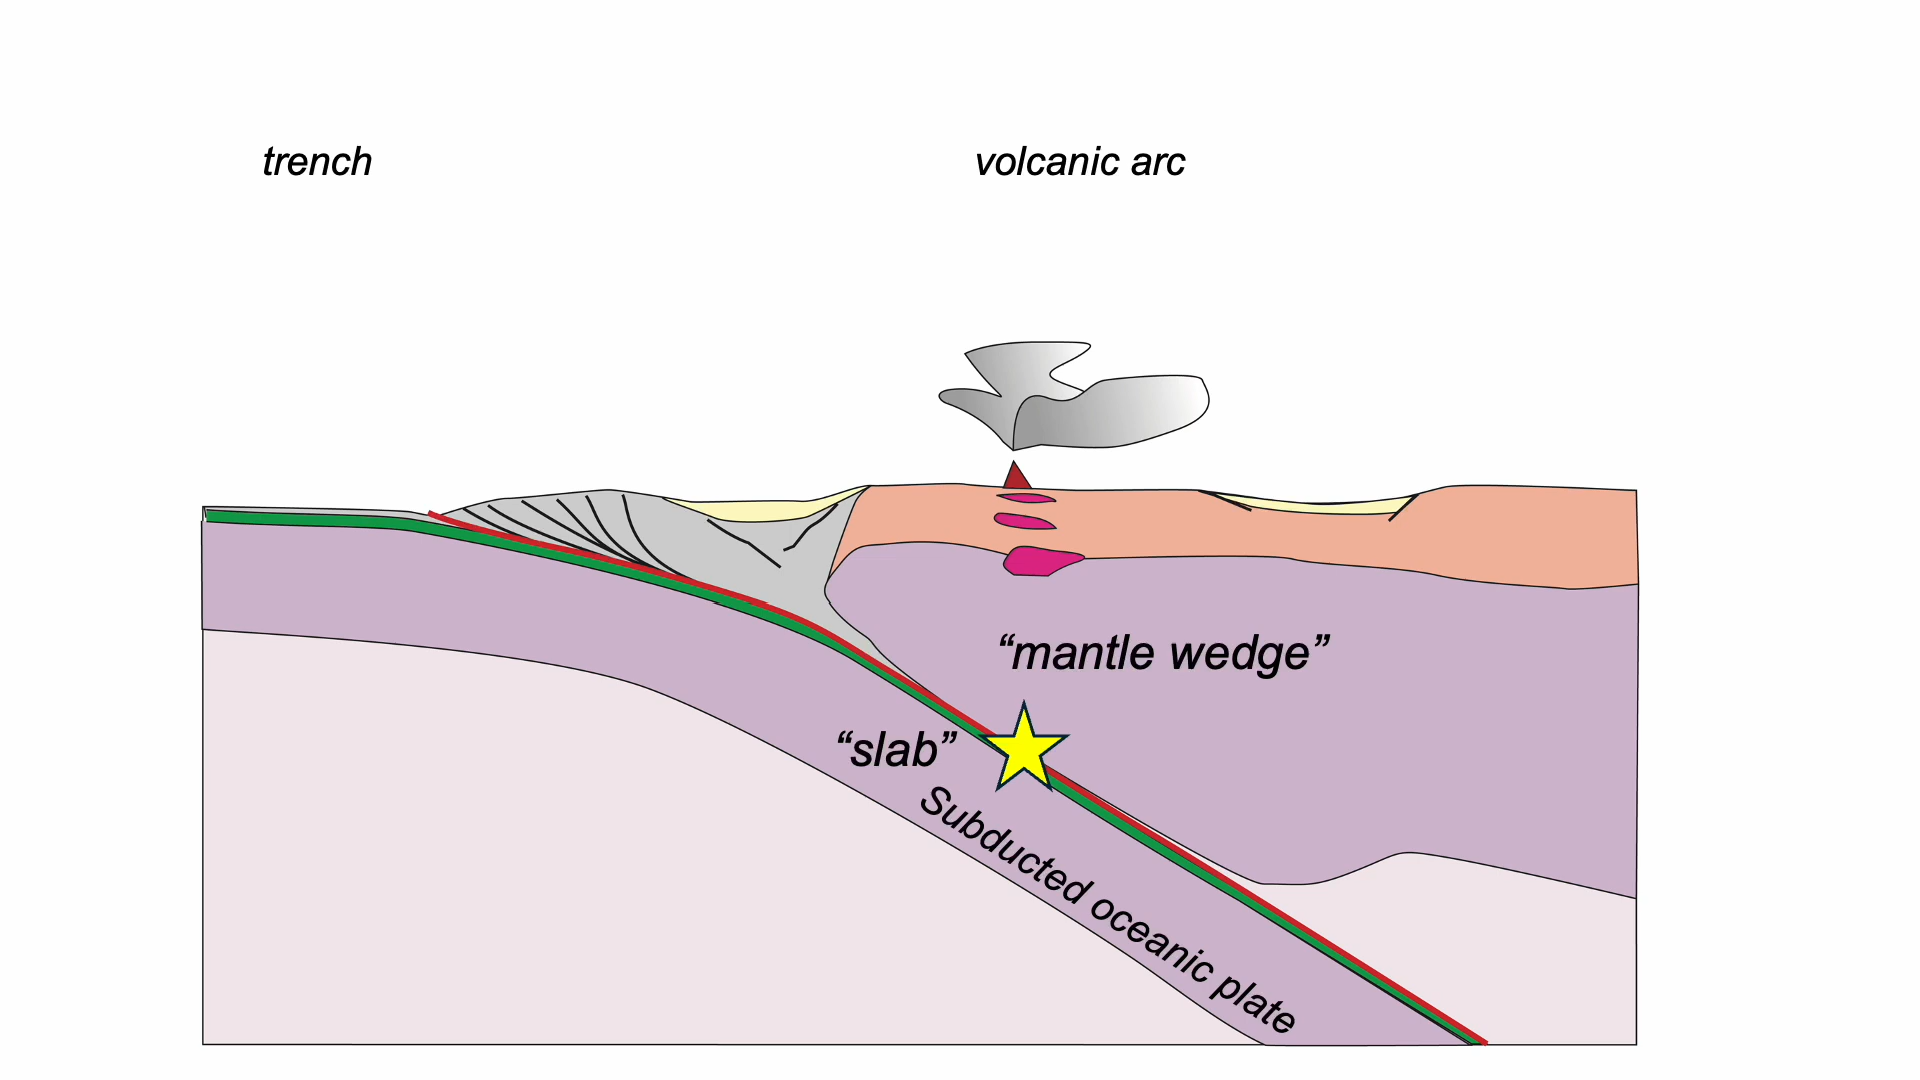 trench
volcanic arc
“mantle wedge”
“slab”
Subducted oceanic plate